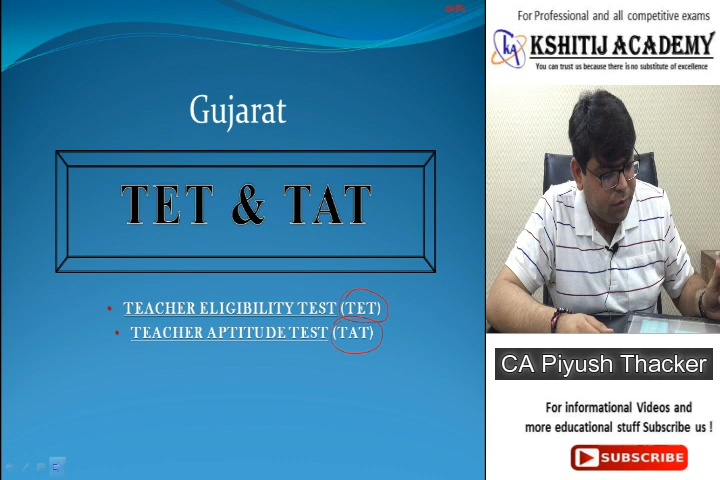 Gujarat
TET & TAT
• TEACHER ELIGIBILITY TEST (TET)
• TEACHER APTITUDE TEST (TAT)
For Professional and all competitive exams
KA
KSHITIJ ACADEMY
You can trust us because there is no substitute of excellence
CA Piyush Thacker
For informational Videos and
more educational stuff Subscribe us !
SUBSCRIBE